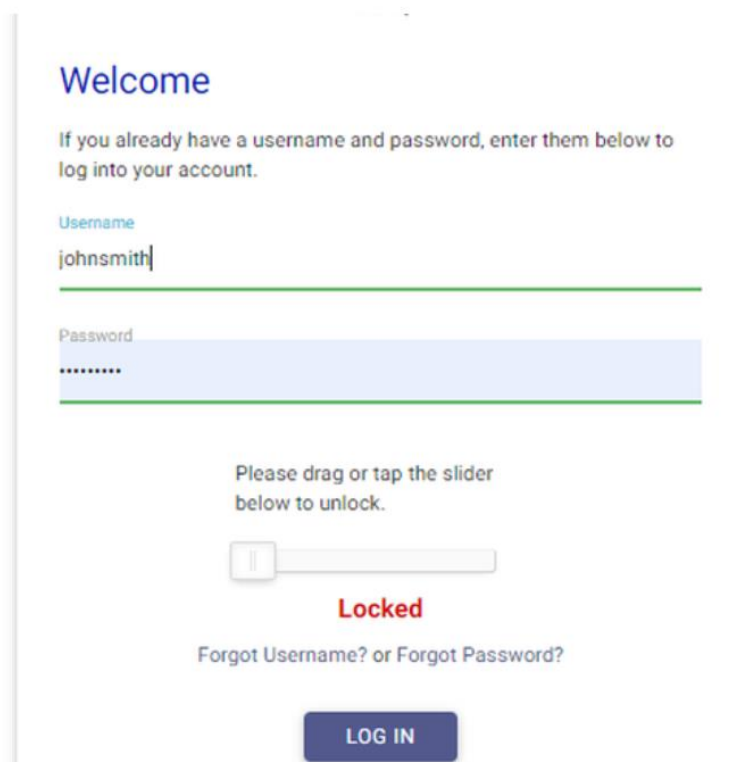 Welcome
If you already have a username and password, enter them below to
log into your account.
Username
johnsmith
Password
•••••••••
Please drag or tap the slider
below to unlock.
Locked
Forgot Username? or Forgot Password?
LOG IN